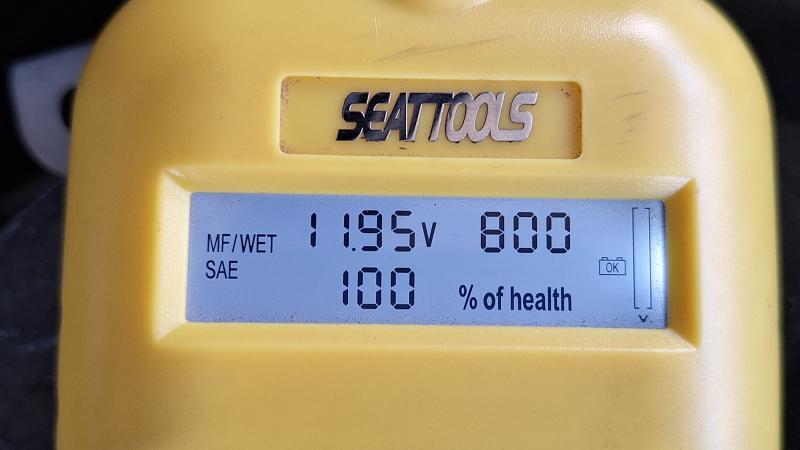 SEATTOOLS
MF/WET 11.95V 800
SAE OK
100 % of health
V